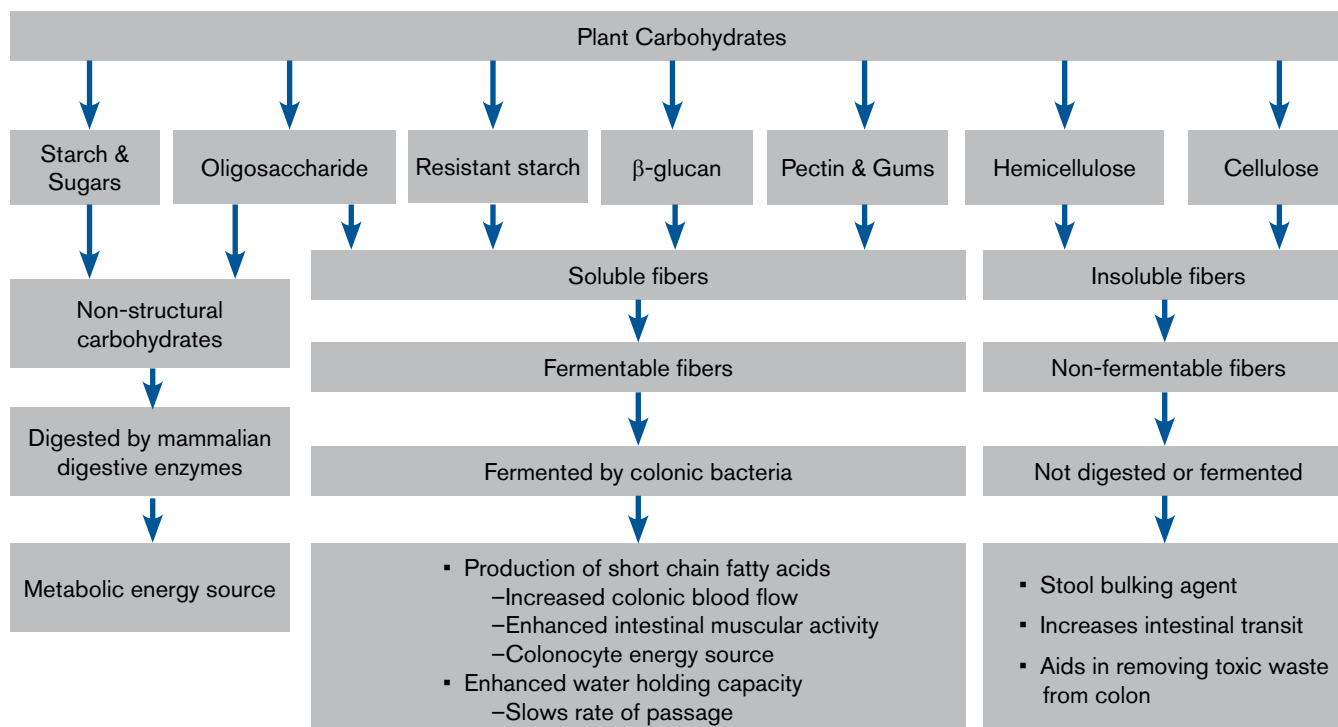 Plant Carbohydrates
Starch &
Sugars
Oligosaccharide
Resistant starch
β-glucan
Pectin & Gums
Hemicellulose
Cellulose
Non-structural
carbohydrates
Soluble fibers
Insoluble fibers
Fermentable fibers
Non-fermentable fibers
Digested by mammalian
digestive enzymes
Fermented by colonic bacteria
Not digested or fermented
Metabolic energy source
▪ Production of short chain fatty acids
–Increased colonic blood flow
–Enhanced intestinal muscular activity
–Colonocyte energy source
▪ Enhanced water holding capacity
–Slows rate of passage
▪ Stool bulking agent
▪ Increases intestinal transit
▪ Aids in removing toxic waste
from colon